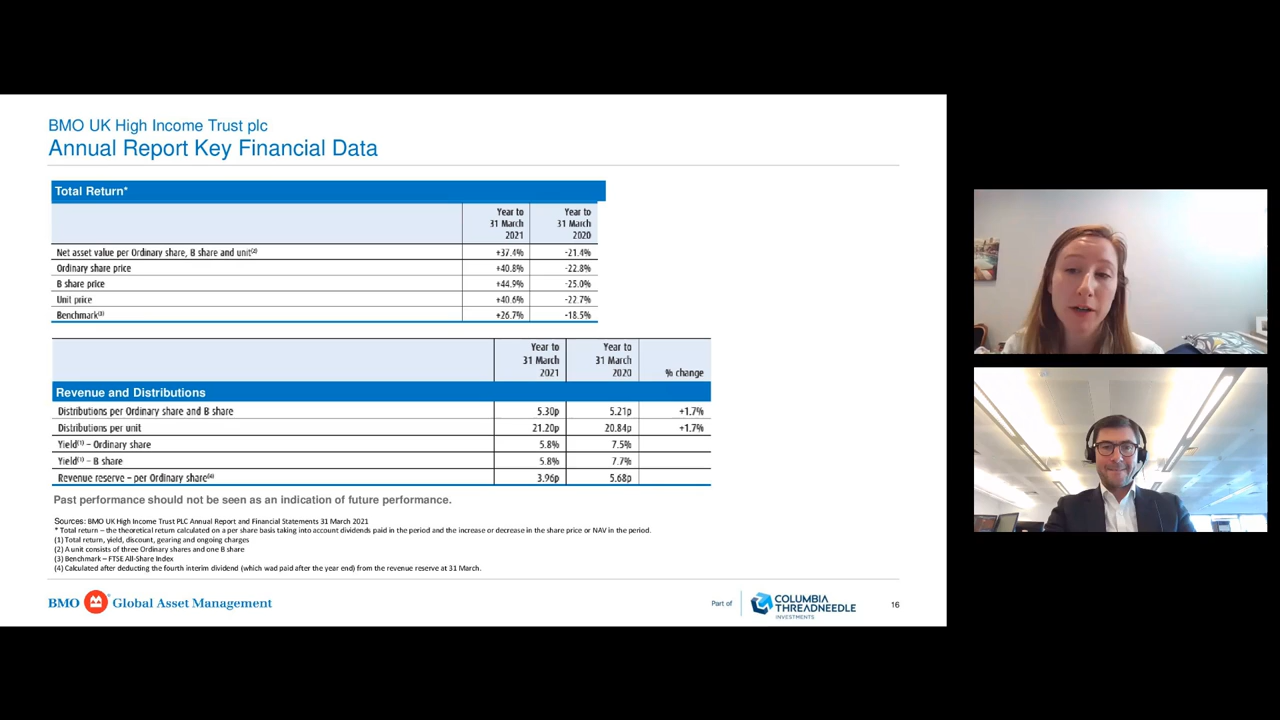 BMO UK High Income Trust plc
Annual Report Key Financial Data
Total Return*
Year to 31 March 2021 Year to 31 March 2020
Net asset value per Ordinary share, B share and unit(2) +37.4% -21.4%
Ordinary share price +40.8% -22.8%
B share price +44.9% -25.0%
Unit price +40.6% -22.7%
Benchmark(3) +26.7% -18.5%
Year to 31 March 2021 Year to 31 March 2020 % change
Revenue and Distributions
Distributions per Ordinary share and B share 5.30p 5.21p +1.7%
Distributions per unit 21.20p 20.84p +1.7%
Yield(1) – Ordinary share 5.8% 7.5%
Yield(1) – B share 5.8% 7.7%
Revenue reserve – per Ordinary share(4) 3.96p 5.68p
Past performance should not be seen as an indication of future performance.
Sources: BMO UK High Income Trust PLC Annual Report and Financial Statements 31 March 2021
* Total return – the theoretical return calculated on a per share basis taking into account dividends paid in the period and the increase or decrease in the share price or NAV in the period.
(1) Total return, yield, discount, gearing and ongoing charges
(2) A unit consists of three Ordinary shares and one B share
(3) Benchmark – FTSE All-Share Index
(4) Calculated after deducting the fourth interim dividend (which wad paid after the year end) from the revenue reserve at 31 March.
BMO Global Asset Management
Part of
COLUMBIA
THREADNEEDLE
INVESTMENTS
16